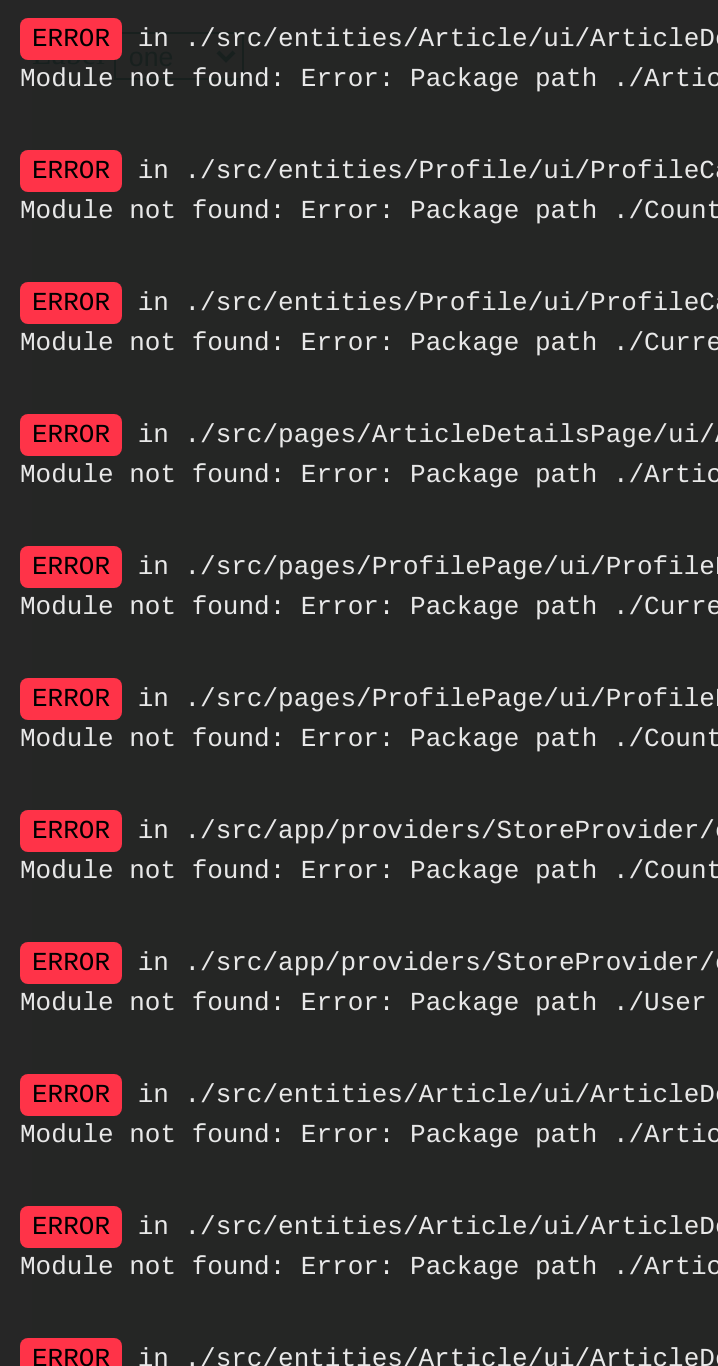 ERROR in ./src/entities/Article/ui/ArticleD
one
Module not found: Error: Package path ./Artic
ERROR in ./src/entities/Profile/ui/ProfileCa
Module not found: Error: Package path ./Count
ERROR in ./src/entities/Profile/ui/ProfileCa
Module not found: Error: Package path ./Curre
ERROR in ./src/pages/ArticleDetailsPage/ui/A
Module not found: Error: Package path ./Artic
ERROR in ./src/pages/ProfilePage/ui/Profile
Module not found: Error: Package path ./Curre
ERROR in ./src/pages/ProfilePage/ui/Profile
Module not found: Error: Package path ./Count
ERROR in ./src/app/providers/StoreProvider/
Module not found: Error: Package path ./Count
ERROR in ./src/app/providers/StoreProvider/
Module not found: Error: Package path ./User
ERROR in ./src/entities/Article/ui/ArticleD
Module not found: Error: Package path ./Artic
ERROR in ./src/entities/Article/ui/ArticleD
Module not found: Error: Package path ./Artic
ERROR in ./src/entities/Article/ui/ArticleD